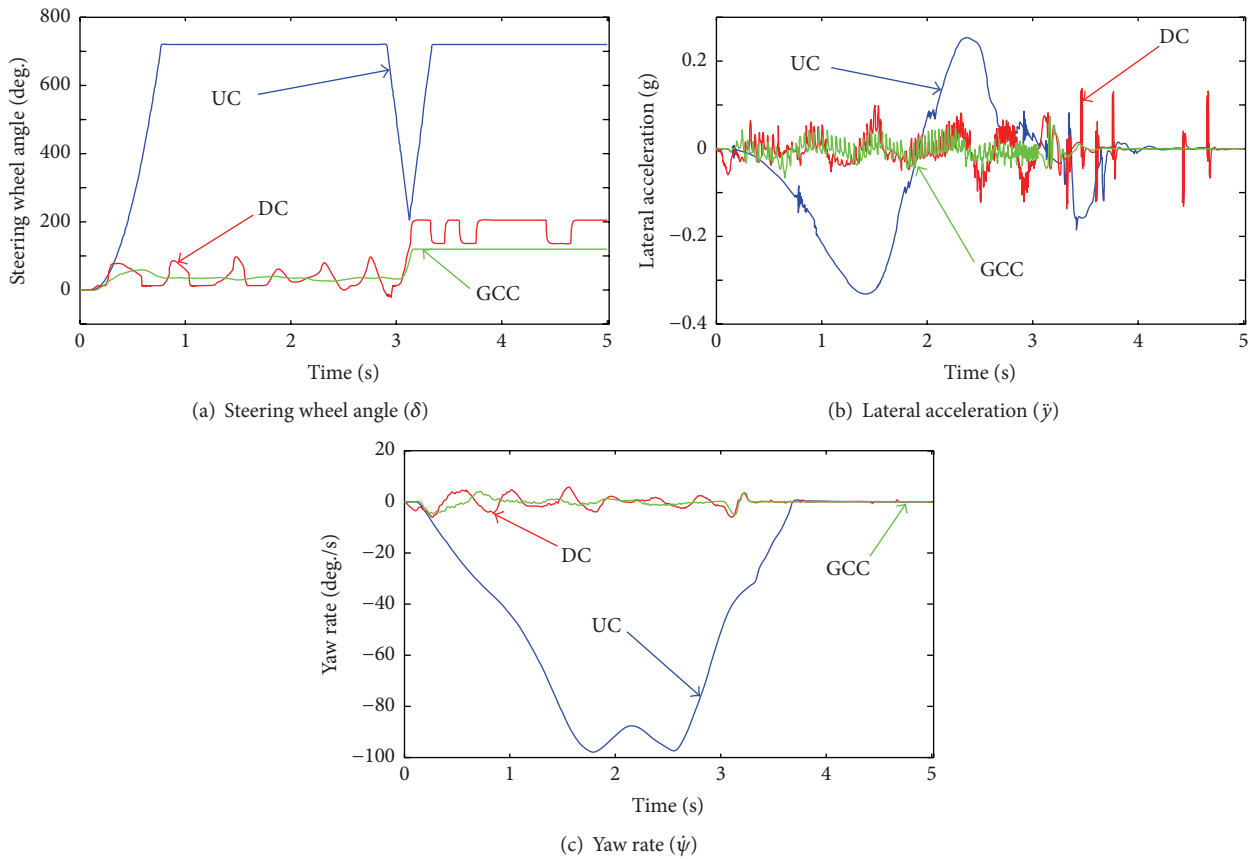 800
600
400
200
0
Steering wheel angle (deg.)
UC
DC
GCC
0 1 2 3 4 5
Time (s)
(a) Steering wheel angle (δ)
0.2
0
−0.2
−0.4
Lateral acceleration (g)
UC
DC
GCC
0 1 2 3 4 5
Time (s)
(b) Lateral acceleration (ÿ)
20
0
−20
−40
−60
−80
−100
Yaw rate (deg./s)
DC
GCC
UC
0 1 2 3 4 5
Time (s)
(c) Yaw rate (ψ̇)